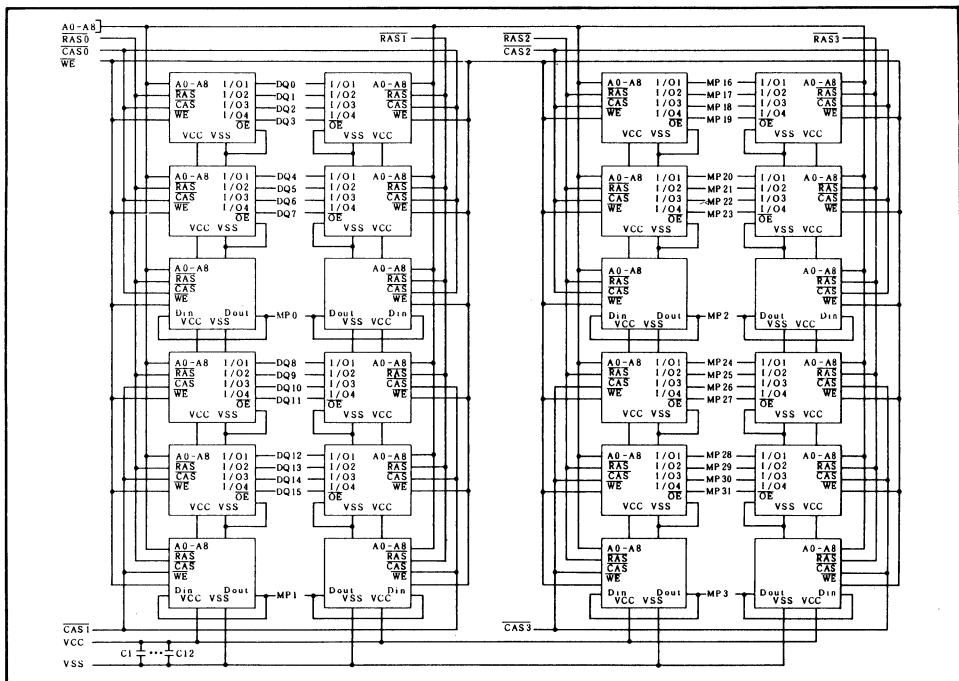 A0-A8
RAS0 RAS1 RAS2 RAS3
CAS0 CAS2
WE
A0-A8 I/O1 DQ0 I/O1 A0-A8 A0-A8 I/O1 MP16 I/O1 A0-A8
RAS I/O2 DQ1 I/O2 RAS RAS I/O2 MP17 I/O2 RAS
CAS I/O3 DQ2 I/O3 CAS CAS I/O3 MP18 I/O3 CAS
WE I/O4 DQ3 I/O4 WE WE I/O4 MP19 I/O4 WE
OE OE OE OE
VCC VSS VSS VCC VCC VSS VSS VCC
A0-A8 I/O1 DQ4 I/O1 A0-A8 A0-A8 I/O1 MP20 I/O1 A0-A8
RAS I/O2 DQ5 I/O2 RAS RAS I/O2 MP21 I/O2 RAS
CAS I/O3 DQ6 I/O3 CAS CAS I/O3 MP22 I/O3 CAS
WE I/O4 DQ7 I/O4 WE WE I/O4 MP23 I/O4 WE
OE OE OE OE
VCC VSS VSS VCC VCC VSS VSS VCC
A0-A8 A0-A8 A0-A8 A0-A8
RAS RAS RAS RAS
CAS CAS CAS CAS
WE WE WE WE
Din Dout MP0 Dout Din Din Dout MP2 Dout Din
VCC VSS VSS VCC VCC VSS VSS VCC
A0-A8 I/O1 DQ8 I/O1 A0-A8 A0-A8 I/O1 MP24 I/O1 A0-A8
RAS I/O2 DQ9 I/O2 RAS RAS I/O2 MP25 I/O2 RAS
CAS I/O3 DQ10 I/O3 CAS CAS I/O3 MP26 I/O3 CAS
WE I/O4 DQ11 I/O4 WE WE I/O4 MP27 I/O4 WE
OE OE OE OE
VCC VSS VSS VCC VCC VSS VSS VCC
A0-A8 I/O1 DQ12 I/O1 A0-A8 A0-A8 I/O1 MP28 I/O1 A0-A8
RAS I/O2 DQ13 I/O2 RAS RAS I/O2 MP29 I/O2 RAS
CAS I/O3 DQ14 I/O3 CAS CAS I/O3 MP30 I/O3 CAS
WE I/O4 DQ15 I/O4 WE WE I/O4 MP31 I/O4 WE
OE OE OE OE
VCC VSS VSS VCC VCC VSS VSS VCC
A0-A8 A0-A8 A0-A8 A0-A8
RAS RAS RAS RAS
CAS CAS CAS CAS
WE WE WE WE
Din Dout MP1 Dout Din Din Dout MP3 Dout Din
VCC VSS VSS VCC VCC VSS VSS VCC
CAS1 CAS3
VCC
C1 ••• C12
VSS